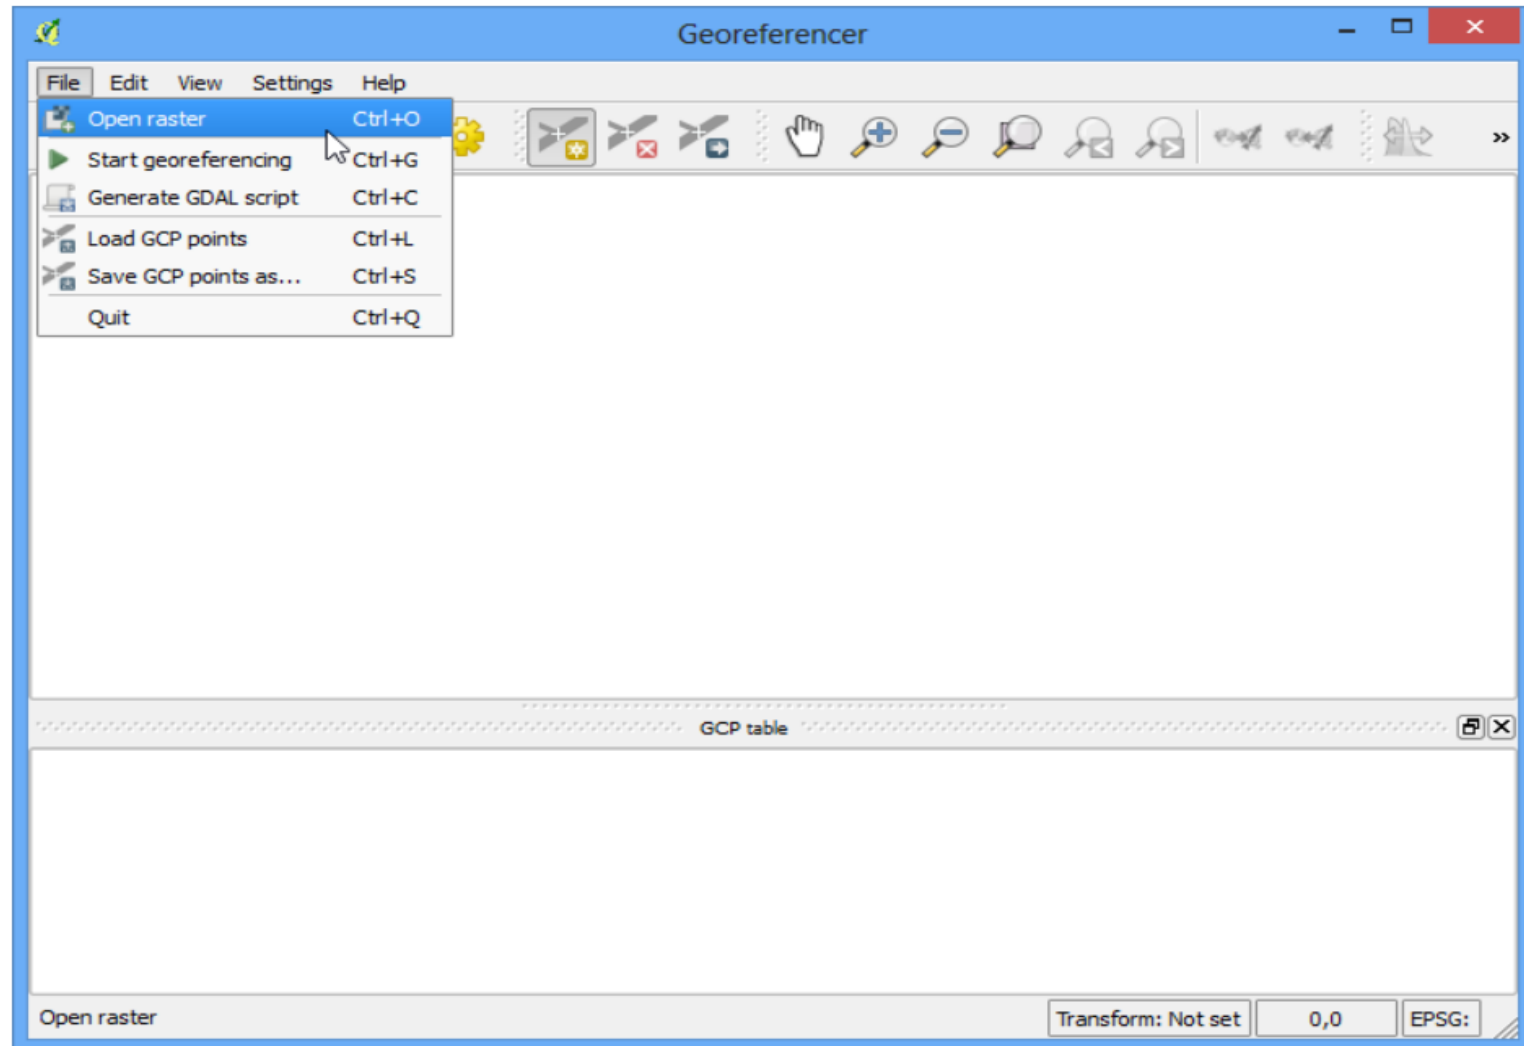 Georeferencer
File Edit View Settings Help
Open raster Ctrl+O
Start georeferencing Ctrl+G
Generate GDAL script Ctrl+C
Load GCP points Ctrl+L
Save GCP points as... Ctrl+S
Quit Ctrl+Q
GCP table
Open raster Transform: Not set 0,0 EPSG: